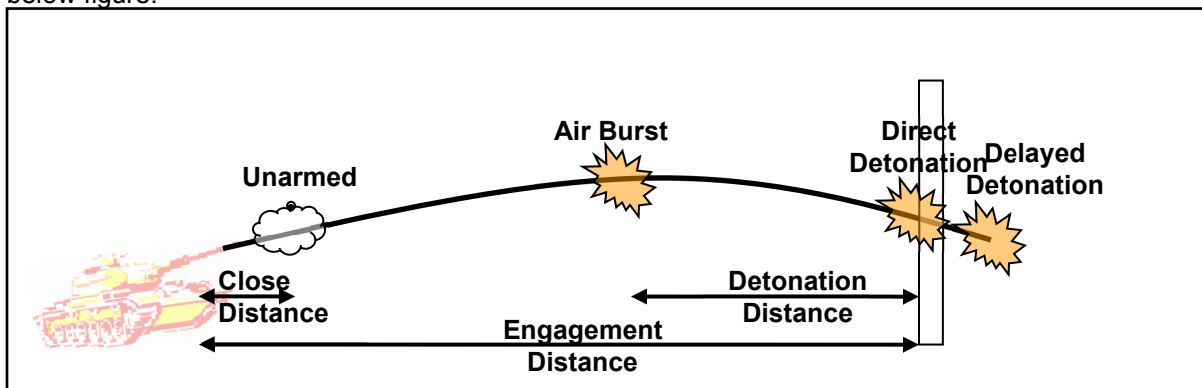 below figure.
Air Burst
Direct
Detonation
Delayed
Detonation
Unarmed
Close
Distance
Detonation
Distance
Engagement
Distance